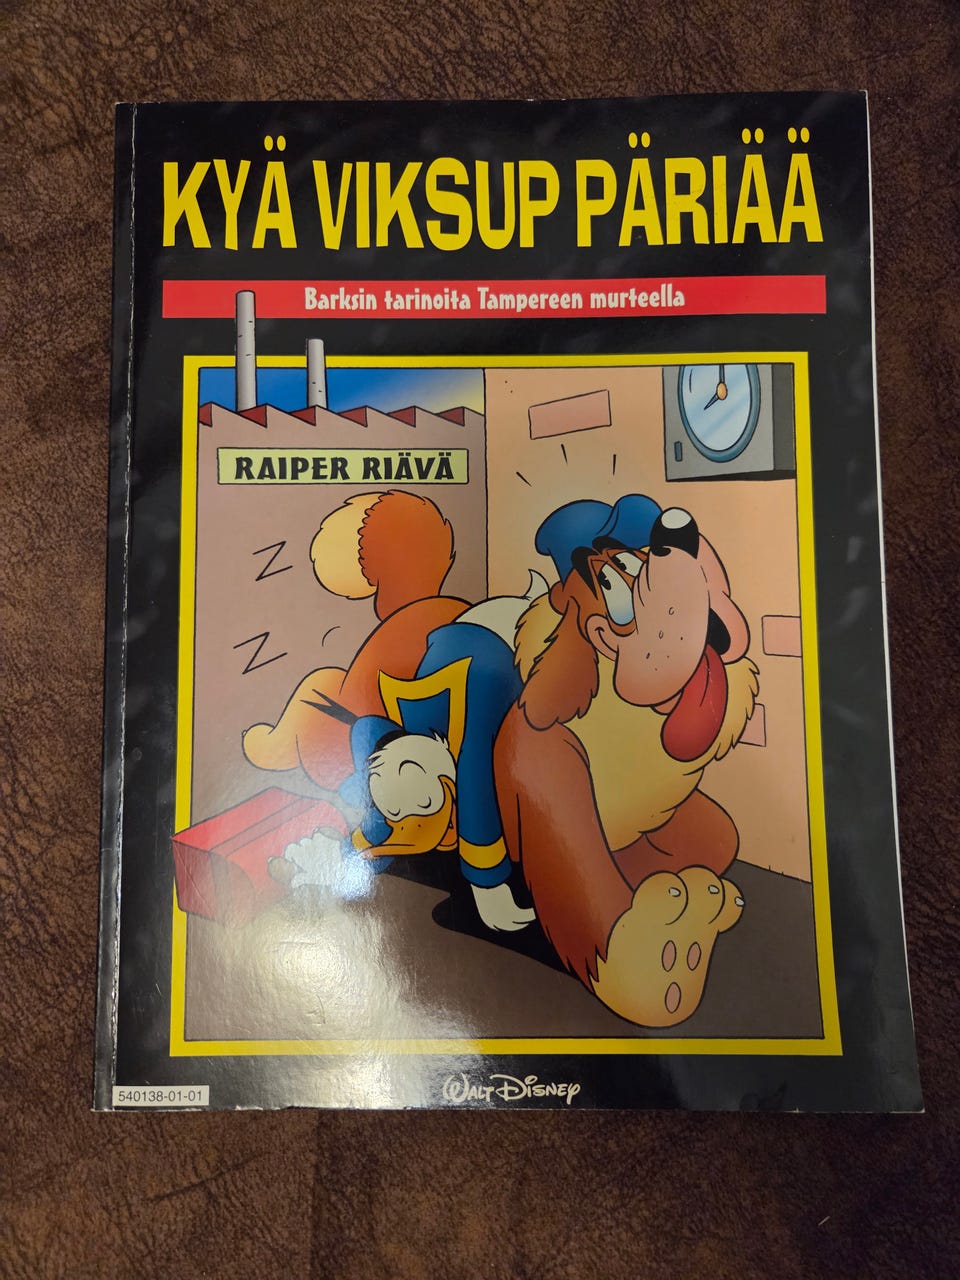 KYÄ VIKSUP PÄRIÄÄ
Barksin tarinoita Tampereen murteella
RAIPER RIÄVÄ
Z
Z
WALT DISNEY
540138-01-01